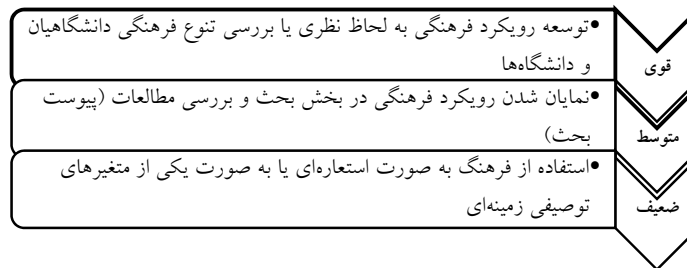 قوی
•توسعه رویکرد فرهنگی به لحاظ نظری یا بررسی تنوع فرهنگی دانشگاهیان
و دانشگاه‌ها
متوسط
•نمایان شدن رویکرد فرهنگی در بخش بحث و بررسی مطالعات (پیوست
بحث)
ضعیف
•استفاده از فرهنگ به صورت استعاره‌ای یا به صورت یکی از متغیرهای
توصیفی زمینه‌ای